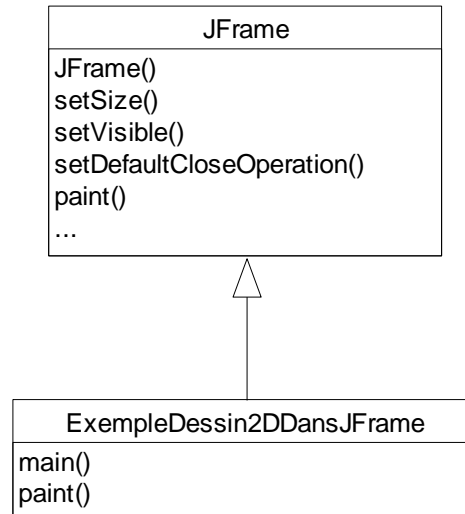 JFrame
JFrame()
setSize()
setVisible()
setDefaultCloseOperation()
paint()
...
ExempleDessin2DDansJFrame
main()
paint()